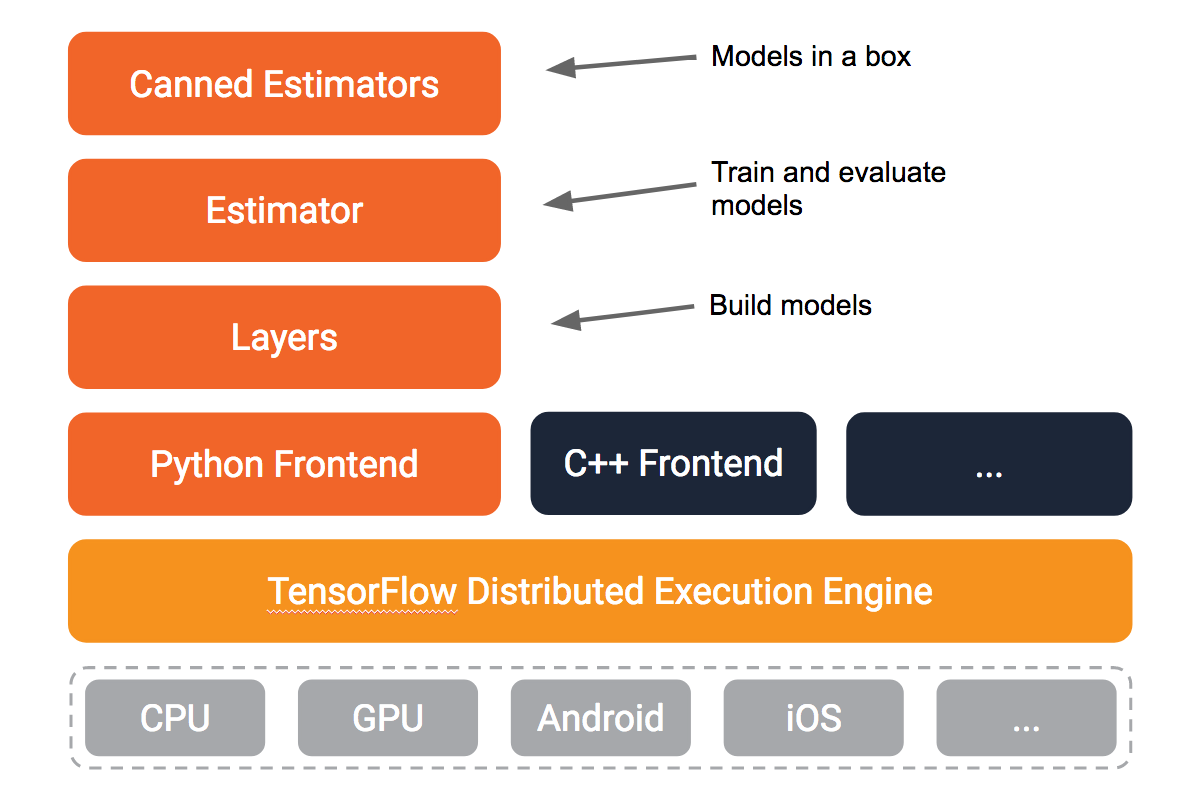 Canned Estimators
Models in a box
Estimator
Train and evaluate
models
Layers
Build models
Python Frontend
C++ Frontend
...
TensorFlow Distributed Execution Engine
CPU
GPU
Android
iOS
...